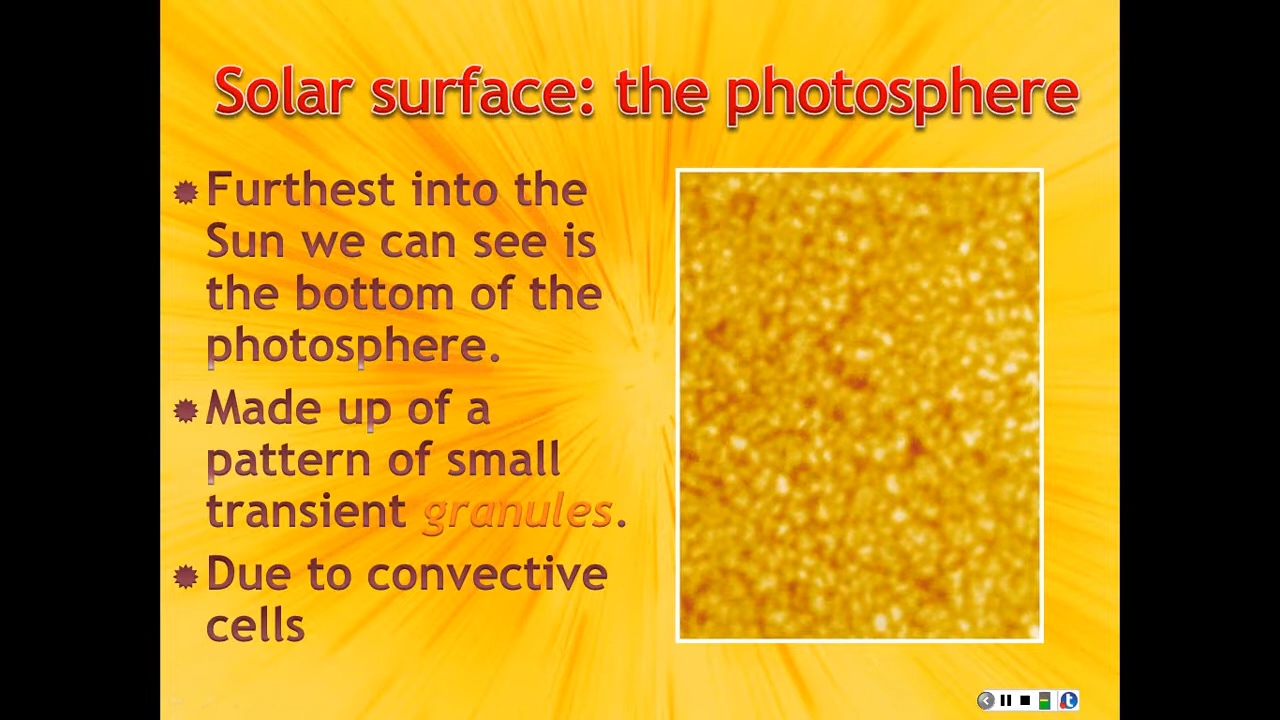 Solar surface: the photosphere
Furthest into the
Sun we can see is
the bottom of the
photosphere.
Made up of a
pattern of small
transient granules.
Due to convective
cells